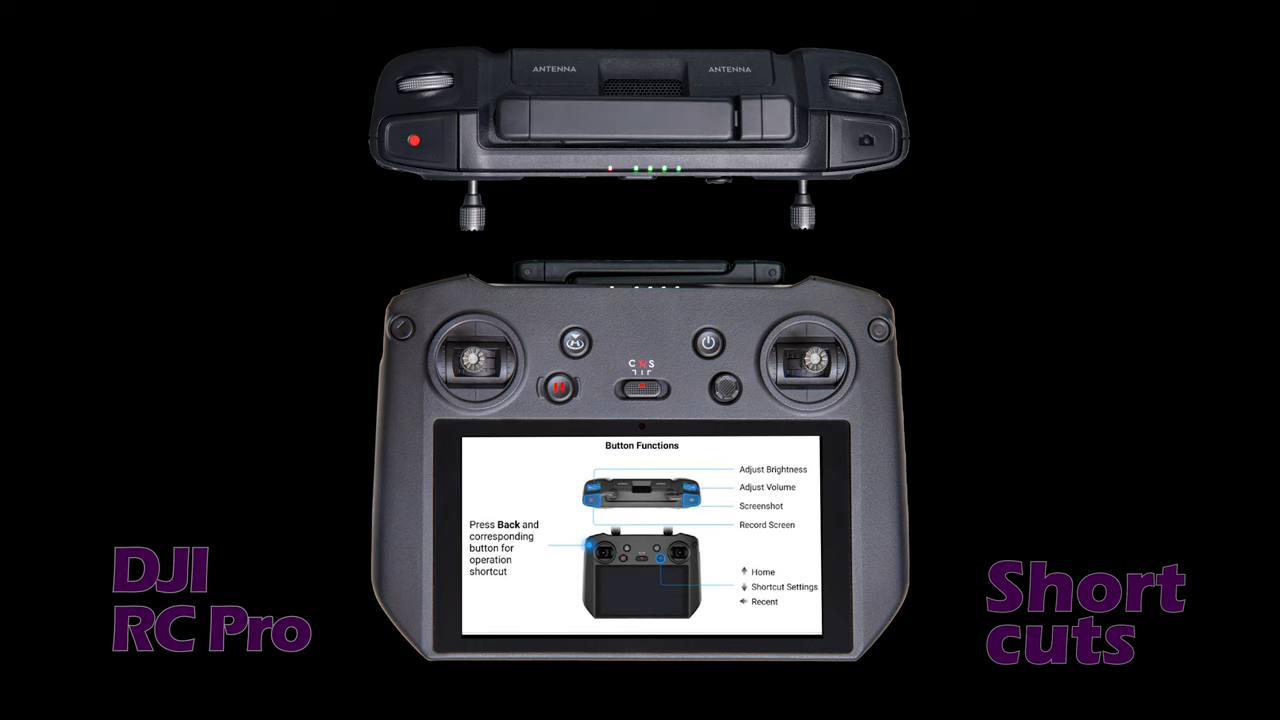 ANTENNA
ANTENNA
C N S
Button Functions
Adjust Brightness
Adjust Volume
Screenshot
Record Screen
Press Back and
corresponding
button for
operation
shortcut
Home
Shortcut Settings
Recent
DJI
RC Pro
Short
cuts